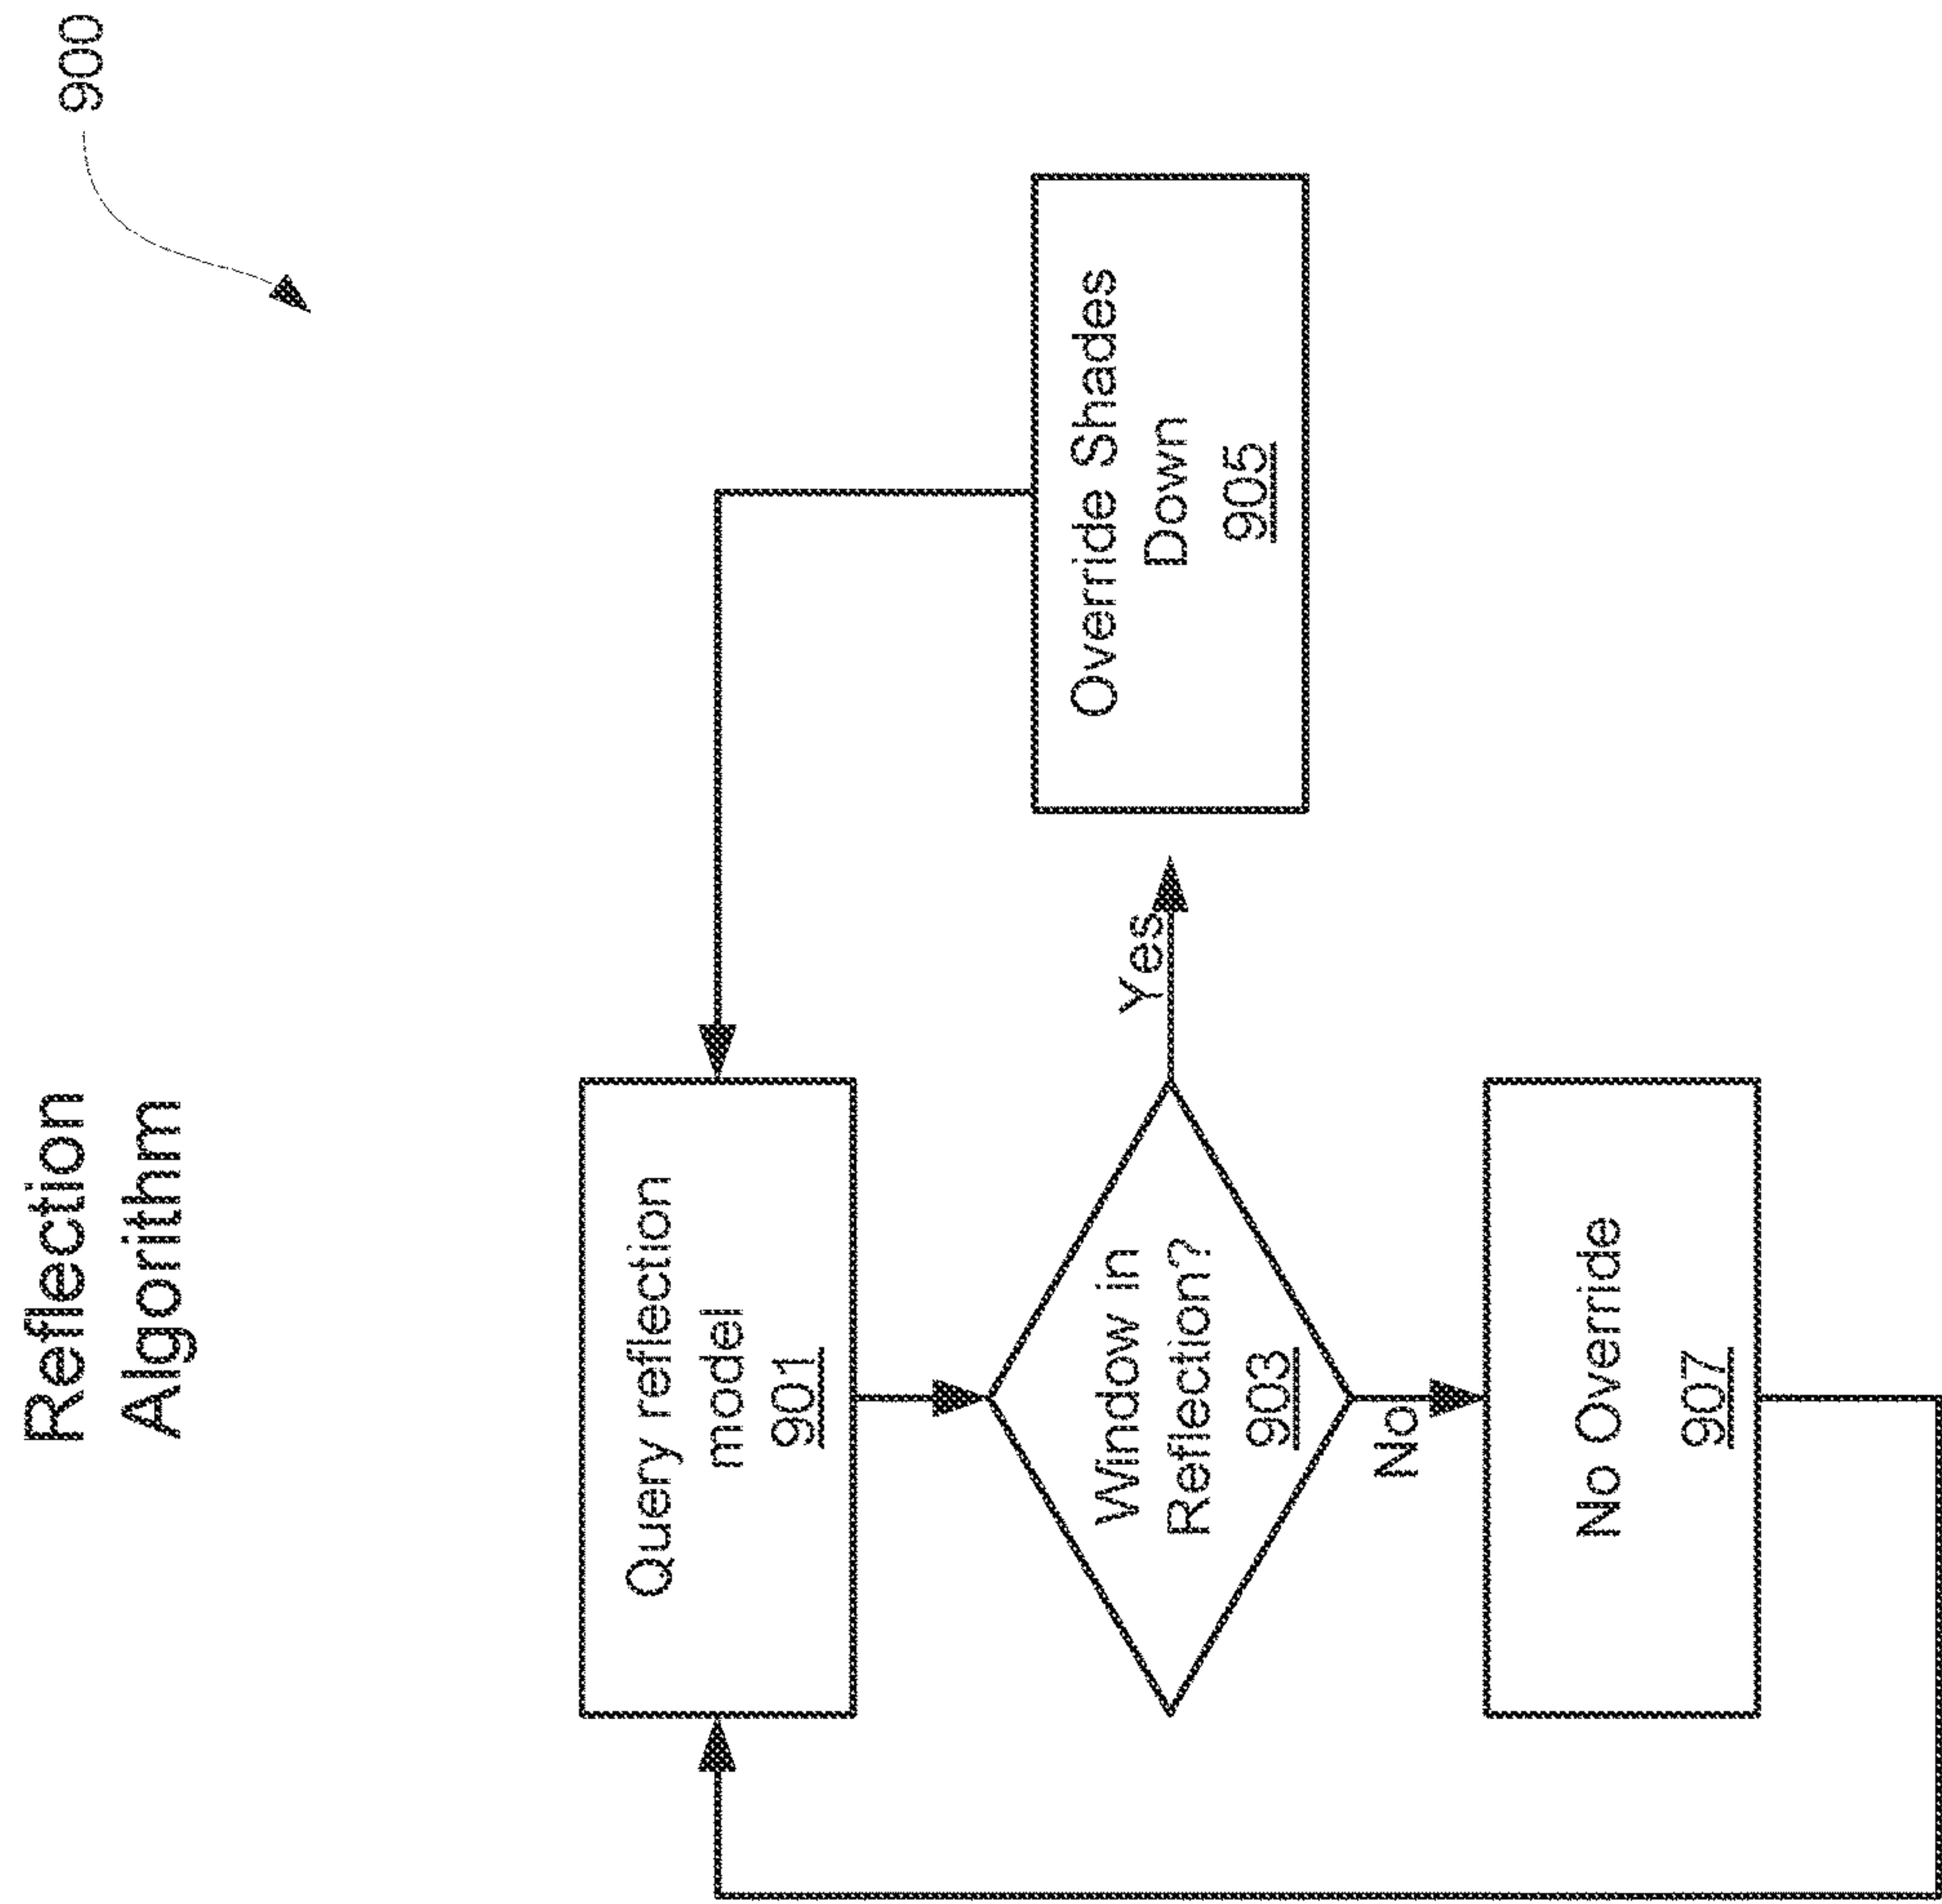 Reflection
Algorithm
900
Query reflection
model
901
Window in
Reflection?
903
Yes
Override Shades
Down
905
No
No Override
907